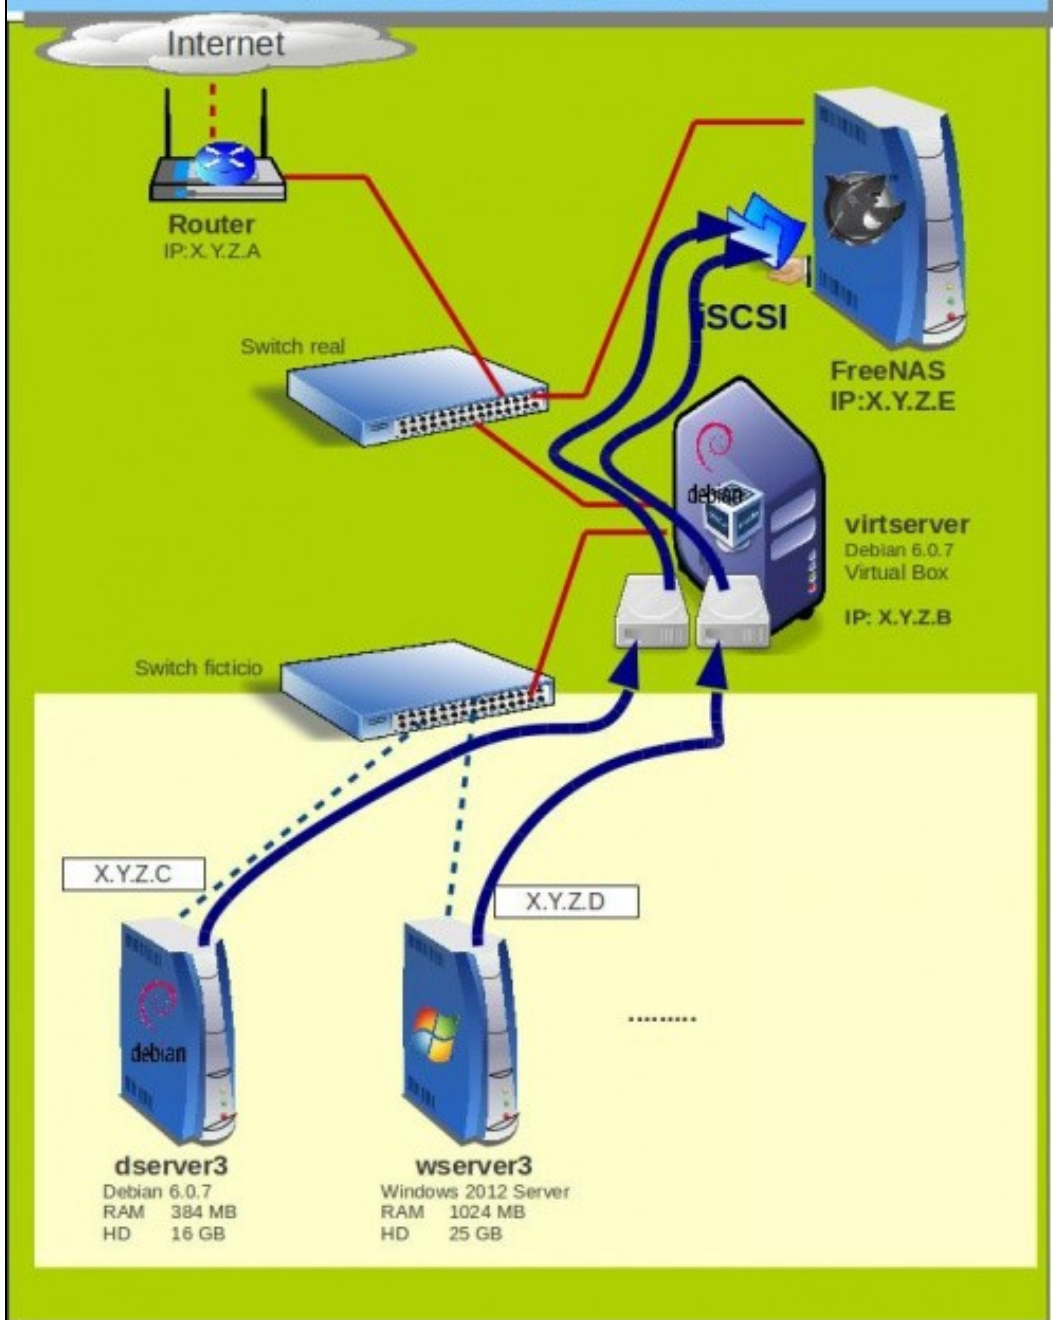 Internet
Router
IP:X.Y.Z.A
iSCSI
Switch real
FreeNAS
IP:X.Y.Z.E
debian
virtserver
Debian 6.0.7
Virtual Box
IP: X.Y.Z.B
Switch ficticio
X.Y.Z.C
X.Y.Z.D
debian
.........
dserver3
Debian 6.0.7
RAM 384 MB
HD 16 GB
wserver3
Windows 2012 Server
RAM 1024 MB
HD 25 GB